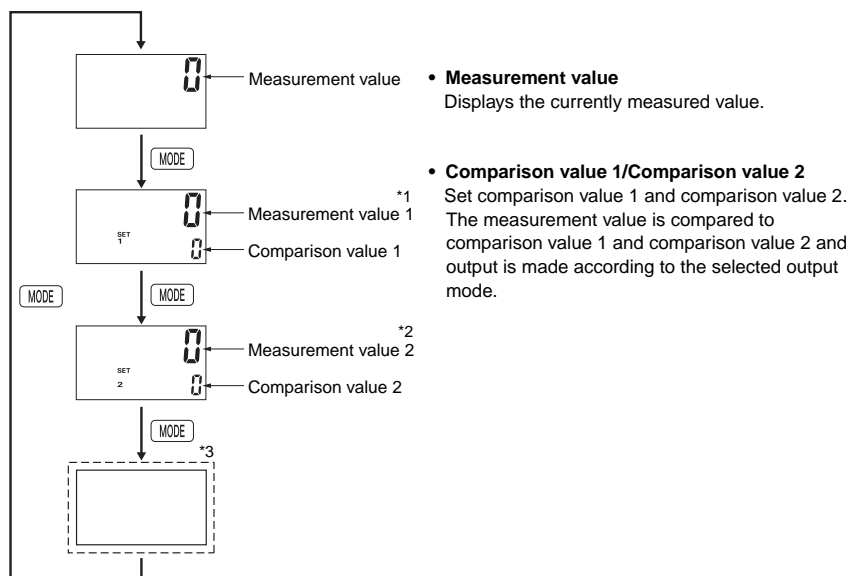 0
Measurement value
• Measurement value
Displays the currently measured value.
MODE
• Comparison value 1/Comparison value 2
Set comparison value 1 and comparison value 2.
The measurement value is compared to
comparison value 1 and comparison value 2 and
output is made according to the selected output
mode.
*1
0
Measurement value 1
SET
1
0
Comparison value 1
MODE
MODE
*2
0
Measurement value 2
SET
2
0
Comparison value 2
MODE
*3